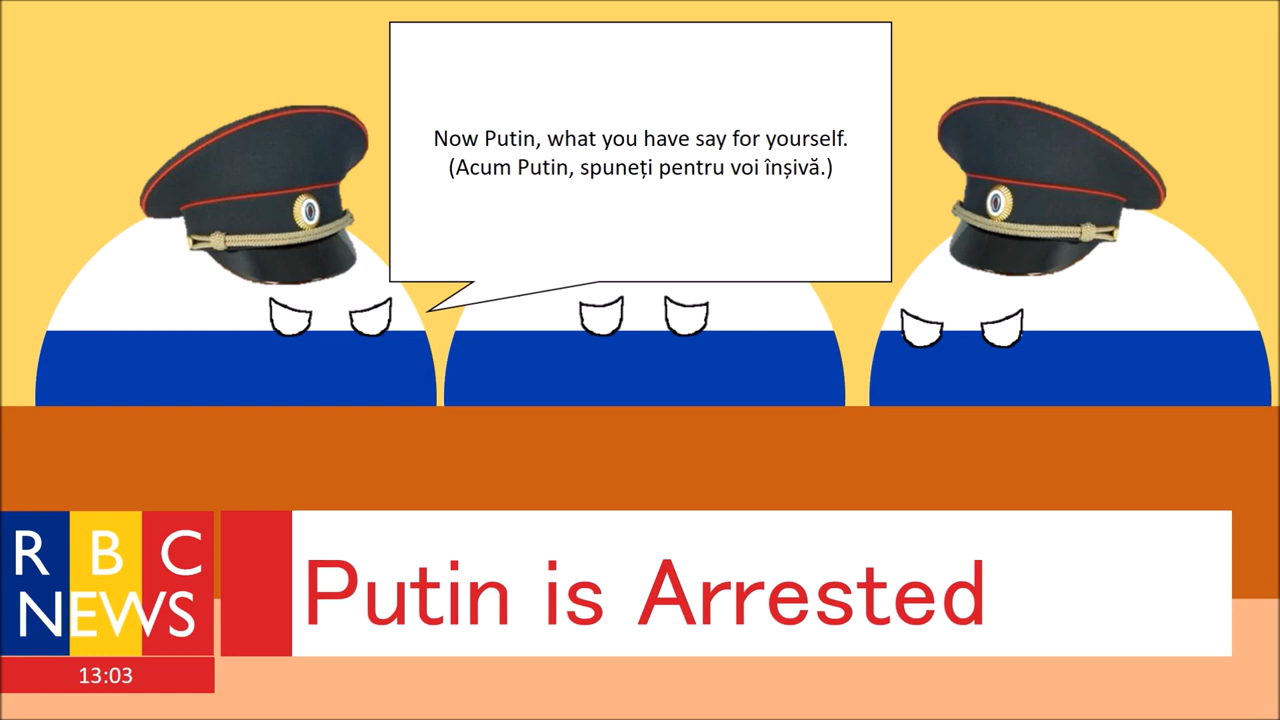 Now Putin, what you have say for yourself.
(Acum Putin, spuneți pentru voi înșivă.)
R B C
NEWS
Putin is Arrested
13:03